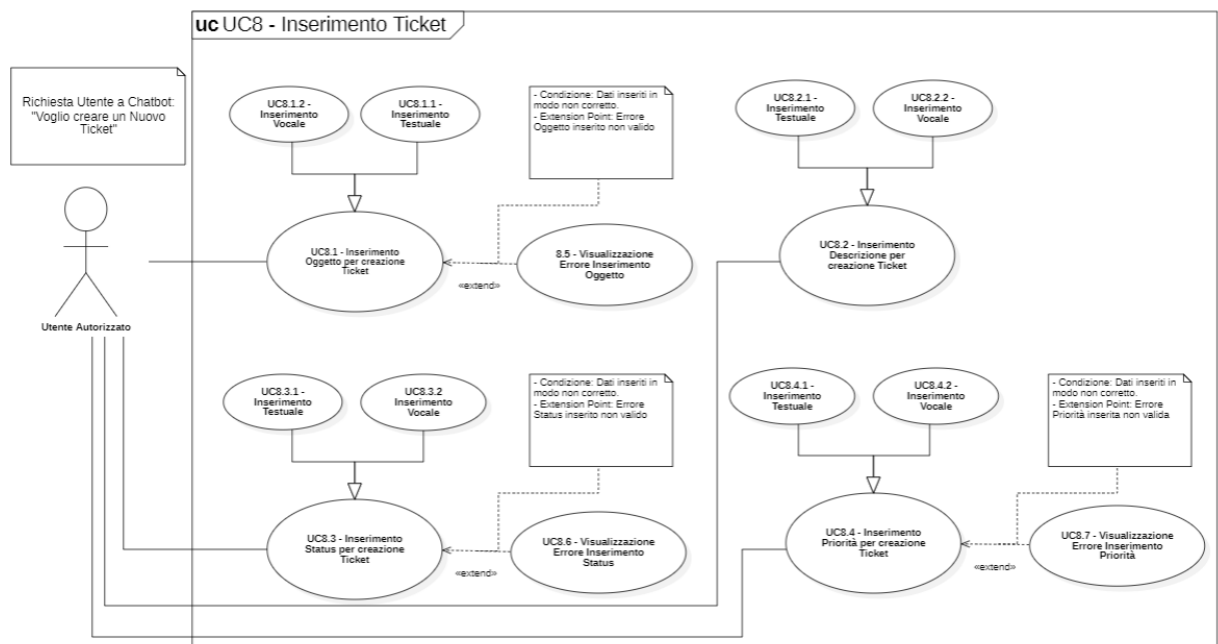 uc UC8 - Inserimento Ticket
Richiesta Utente a Chatbot:
"Voglio creare un Nuovo
Ticket"
Utente Autorizzato
UC8.1.2 -
Inserimento
Vocale
UC8.1.1 -
Inserimento
Testuale
- Condizione: Dati inseriti in
modo non corretto.
- Extension Point: Errore
Oggetto inserito non valido
UC8.1 - Inserimento
Oggetto per creazione
Ticket
«extend»
8.5 - Visualizzazione
Errore Inserimento
Oggetto
UC8.2.1 -
Inserimento
Testuale
UC8.2.2 -
Inserimento
Vocale
UC8.2 - Inserimento
Descrizione per
creazione Ticket
UC8.3.1 -
Inserimento
Testuale
UC8.3.2
Inserimento
Vocale
- Condizione: Dati inseriti in
modo non corretto.
- Extension Point: Errore
Status inserito non valido
UC8.3 - Inserimento
Status per creazione
Ticket
«extend»
UC8.6 - Visualizzazione
Errore Inserimento
Status
UC8.4.1 -
Inserimento
Testuale
UC8.4.2 -
Inserimento
Vocale
- Condizione: Dati inseriti in
modo non corretto.
- Extension Point: Errore
Priorità inserita non valida
UC8.4 - Inserimento
Priorità per creazione
Ticket
«extend»
UC8.7 - Visualizzazione
Errore Inserimento
Priorità